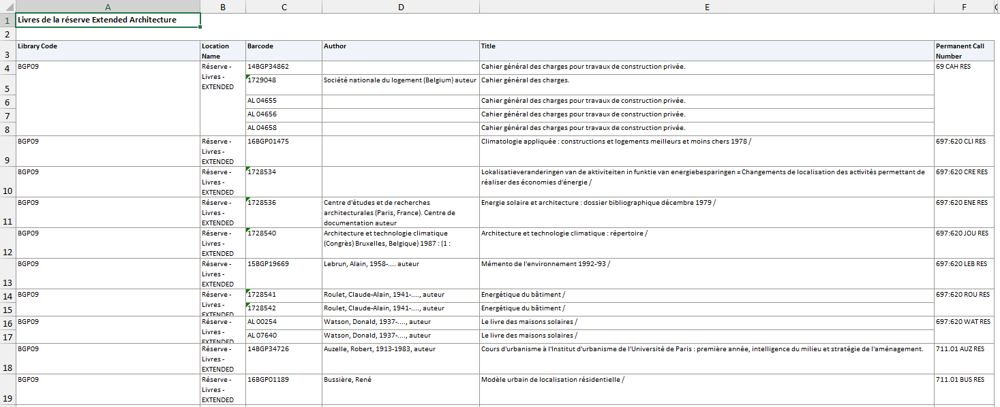 A B C D E F
1 Livres de la réserve Extended Architecture
2
3 Library Code Location Name Barcode Author Title Permanent Call Number
4 BGP09 Réserve - Livres - EXTENDED 14BGP34862 Cahier général des charges pour travaux de construction privée. 69 CAH RES
5 1729048 Société nationale du logement (Belgium) auteur Cahier général des charges.
6 AL 04655 Cahier général des charges pour travaux de construction privée.
7 AL 04656 Cahier général des charges pour travaux de construction privée.
8 AL 04658 Cahier général des charges pour travaux de construction privée.
9 BGP09 Réserve - Livres - EXTENDED 16BGP01475 Climatologie appliquée : constructions et logements meilleurs et moins chers 1978 / 697:620 CLI RES
10 BGP09 Réserve - Livres - EXTENDED 1728534 Lokalisatieveranderingen van de aktiviteiten in funktie van energiebesparingen = Changements de localisation des activités permettant de réaliser des économies d'énergie / 697:620 CRE RES
11 BGP09 Réserve - Livres - EXTENDED 1728536 Centre d'études et de recherches architecturales (Paris, France). Centre de documentation auteur Energie solaire et architecture : dossier bibliographique décembre 1979 / 697:620 ENE RES
12 BGP09 Réserve - Livres - EXTENDED 1728540 Architecture et technologie climatique (Congrès) Bruxelles, Belgique) 1987 : (1 : Architecture et technologie climatique : répertoire / 697:620 JOU RES
13 BGP09 Réserve - Livres - EXTENDED 15BGP19669 Lebrun, Alain, 1958-.... auteur Mémento de l'environnement 1992-'93 / 697:620 LEB RES
14 BGP09 Réserve - Livres - EXTENDED 1728541 Roulet, Claude-Alain, 1941-...., auteur Energétique du bâtiment / 697:620 ROU RES
15 1728542 Roulet, Claude-Alain, 1941-...., auteur Energétique du bâtiment /
16 BGP09 Réserve - Livres - EXTENDED AL 00254 Watson, Donald, 1937-...., auteur Le livre des maisons solaires / 697:620 WAT RES
17 AL 07640 Watson, Donald, 1937-...., auteur Le livre des maisons solaires /
18 BGP09 Réserve - Livres - EXTENDED 14BGP34726 Auzelle, Robert, 1913-1983, auteur Cours d'urbanisme à l'Institut d'urbanisme de l'Université de Paris : première année, intelligence du milieu et stratégie de l'aménagement. 711.01 AUZ RES
19 BGP09 Réserve - Livres - EXTENDED 16BGP01189 Bussière, René Modèle urbain de localisation résidentielle / 711.01 BUS RES